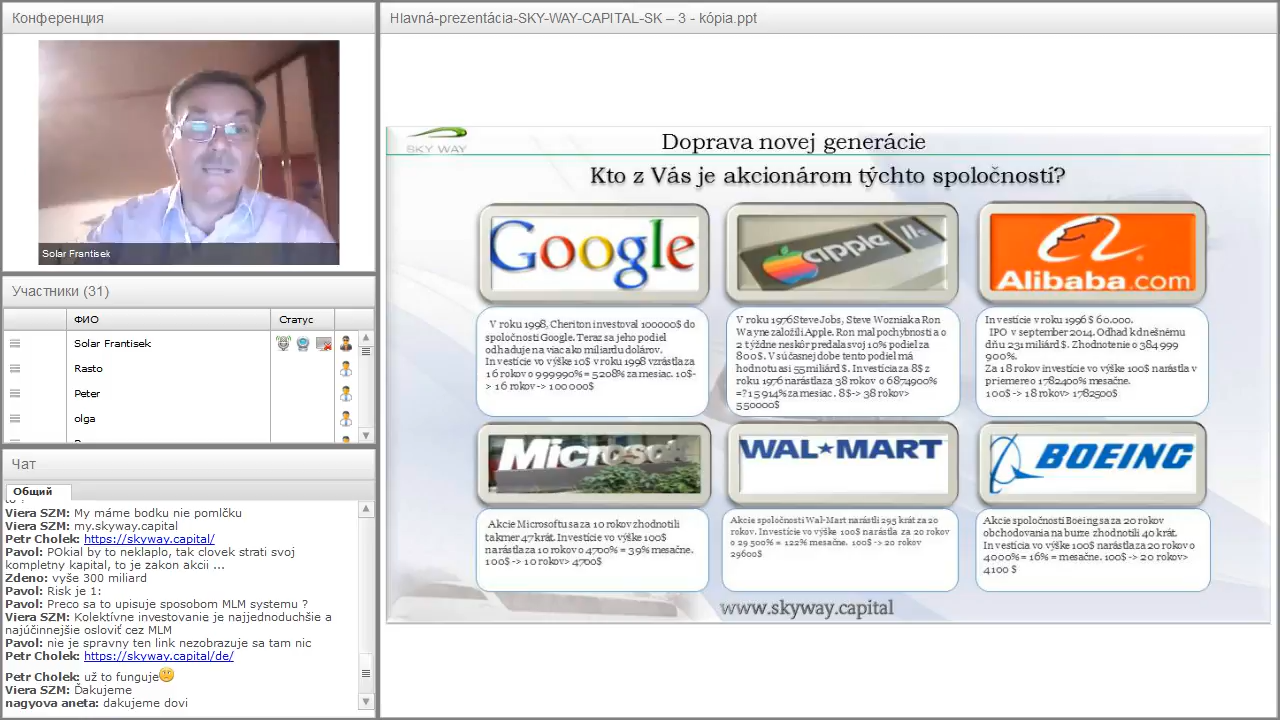 Конференция
Solar Frantisek
Участники (31)
ФИО
Статус
Solar Frantisek
Rasto
Peter
olga
Чат
Общий
Viera SZM: My máme bodku nie pomlčku
Viera SZM: my.skyway.capital
Petr Cholek: https://skyway.capital/
Pavol: POkial by to neklaplo, tak clovek strati svoj
kompletny kapital, to je zakon akcii ...
Zdeno: vyše 300 miliard
Pavol: Risk je 1:
Pavol: Preco sa to upisuje sposobom MLM systemu ?
Viera SZM: Kolektívne investovanie je najjednoduchšie a
najúčinnejšie osloviť cez MLM
Pavol: nie je spravny ten link nezobrazuje sa tam nic
Petr Cholek: https://skyway.capital/de/
Petr Cholek: už to funguje
Viera SZM: Ďakujeme
nagyova aneta: dakujeme dovi
Hlavná-prezentácia-SKY-WAY-CAPITAL-SK – 3 - kópia.ppt
SKY WAY
Doprava novej generácie
Kto z Vás je akcionárom týchto spoločností?
Google
apple
Alibaba.com
V roku 1998, Cheriton investoval 100000$ do
spoločnosti Google. Teraz sa jeho podiel
odhaduje na viac ako miliardu dolárov.
Investície vo výške 10$ v roku 1998 vzrástla za
16 rokov o 999990% = 5208% za mesiac. 10$-
> 16 rokov -> 100 000$
V roku 1976 Steve Jobs, Steve Wozniak a Ron
Wayne založili Apple. Ron mal pochybnosti a o
2 týždne neskôr predal a svoj 10% podiel za
800$. V súčasnej dobe tento podiel má
hodnotu asi 55 miliárd $. Investícia za 8$ z
roku 1976 narástla za 38 rokov o 6874900%
=?15 914% za mesiac. 8$-> 38 rokov>
550000$
Investície v roku 1996 $ 60.000.
IPO v september 2014. Odhad k dnešnému
dňu 231 miliárd $. Zhodnotenie o 384 999
900%.
Za 18 rokov investície vo výške 100$ narástla v
priemere o 1782400% mesačne.
100$ -> 18 rokov> 1782500$
Microsoft
WAL★MART
BOEING
Akcie Microsoftu sa za 10 rokov zhodnotili
takmer 47 krát. Investície vo výške 100$
narástla za 10 rokov o 4700% = 39% mesačne.
100$ -> 10 rokov> 4700$
Akcie spoločnosti Wal-Mart narástli 295 krát za 20
rokov. Investície vo výške 100$ narástla za 20 rokov
o 29 500% = 122% mesačne. 100$ -> 20 rokov
29600$
Akcie spoločnosti Boeing sa za 20 rokov
obchodovania na burze zhodnotili 40 krát.
Investícia vo výške 100$ narástla za 20 rokov o
4000% = 16% = mesačne. 100$ -> 20 rokov>
4100 $
www.skyway.capital